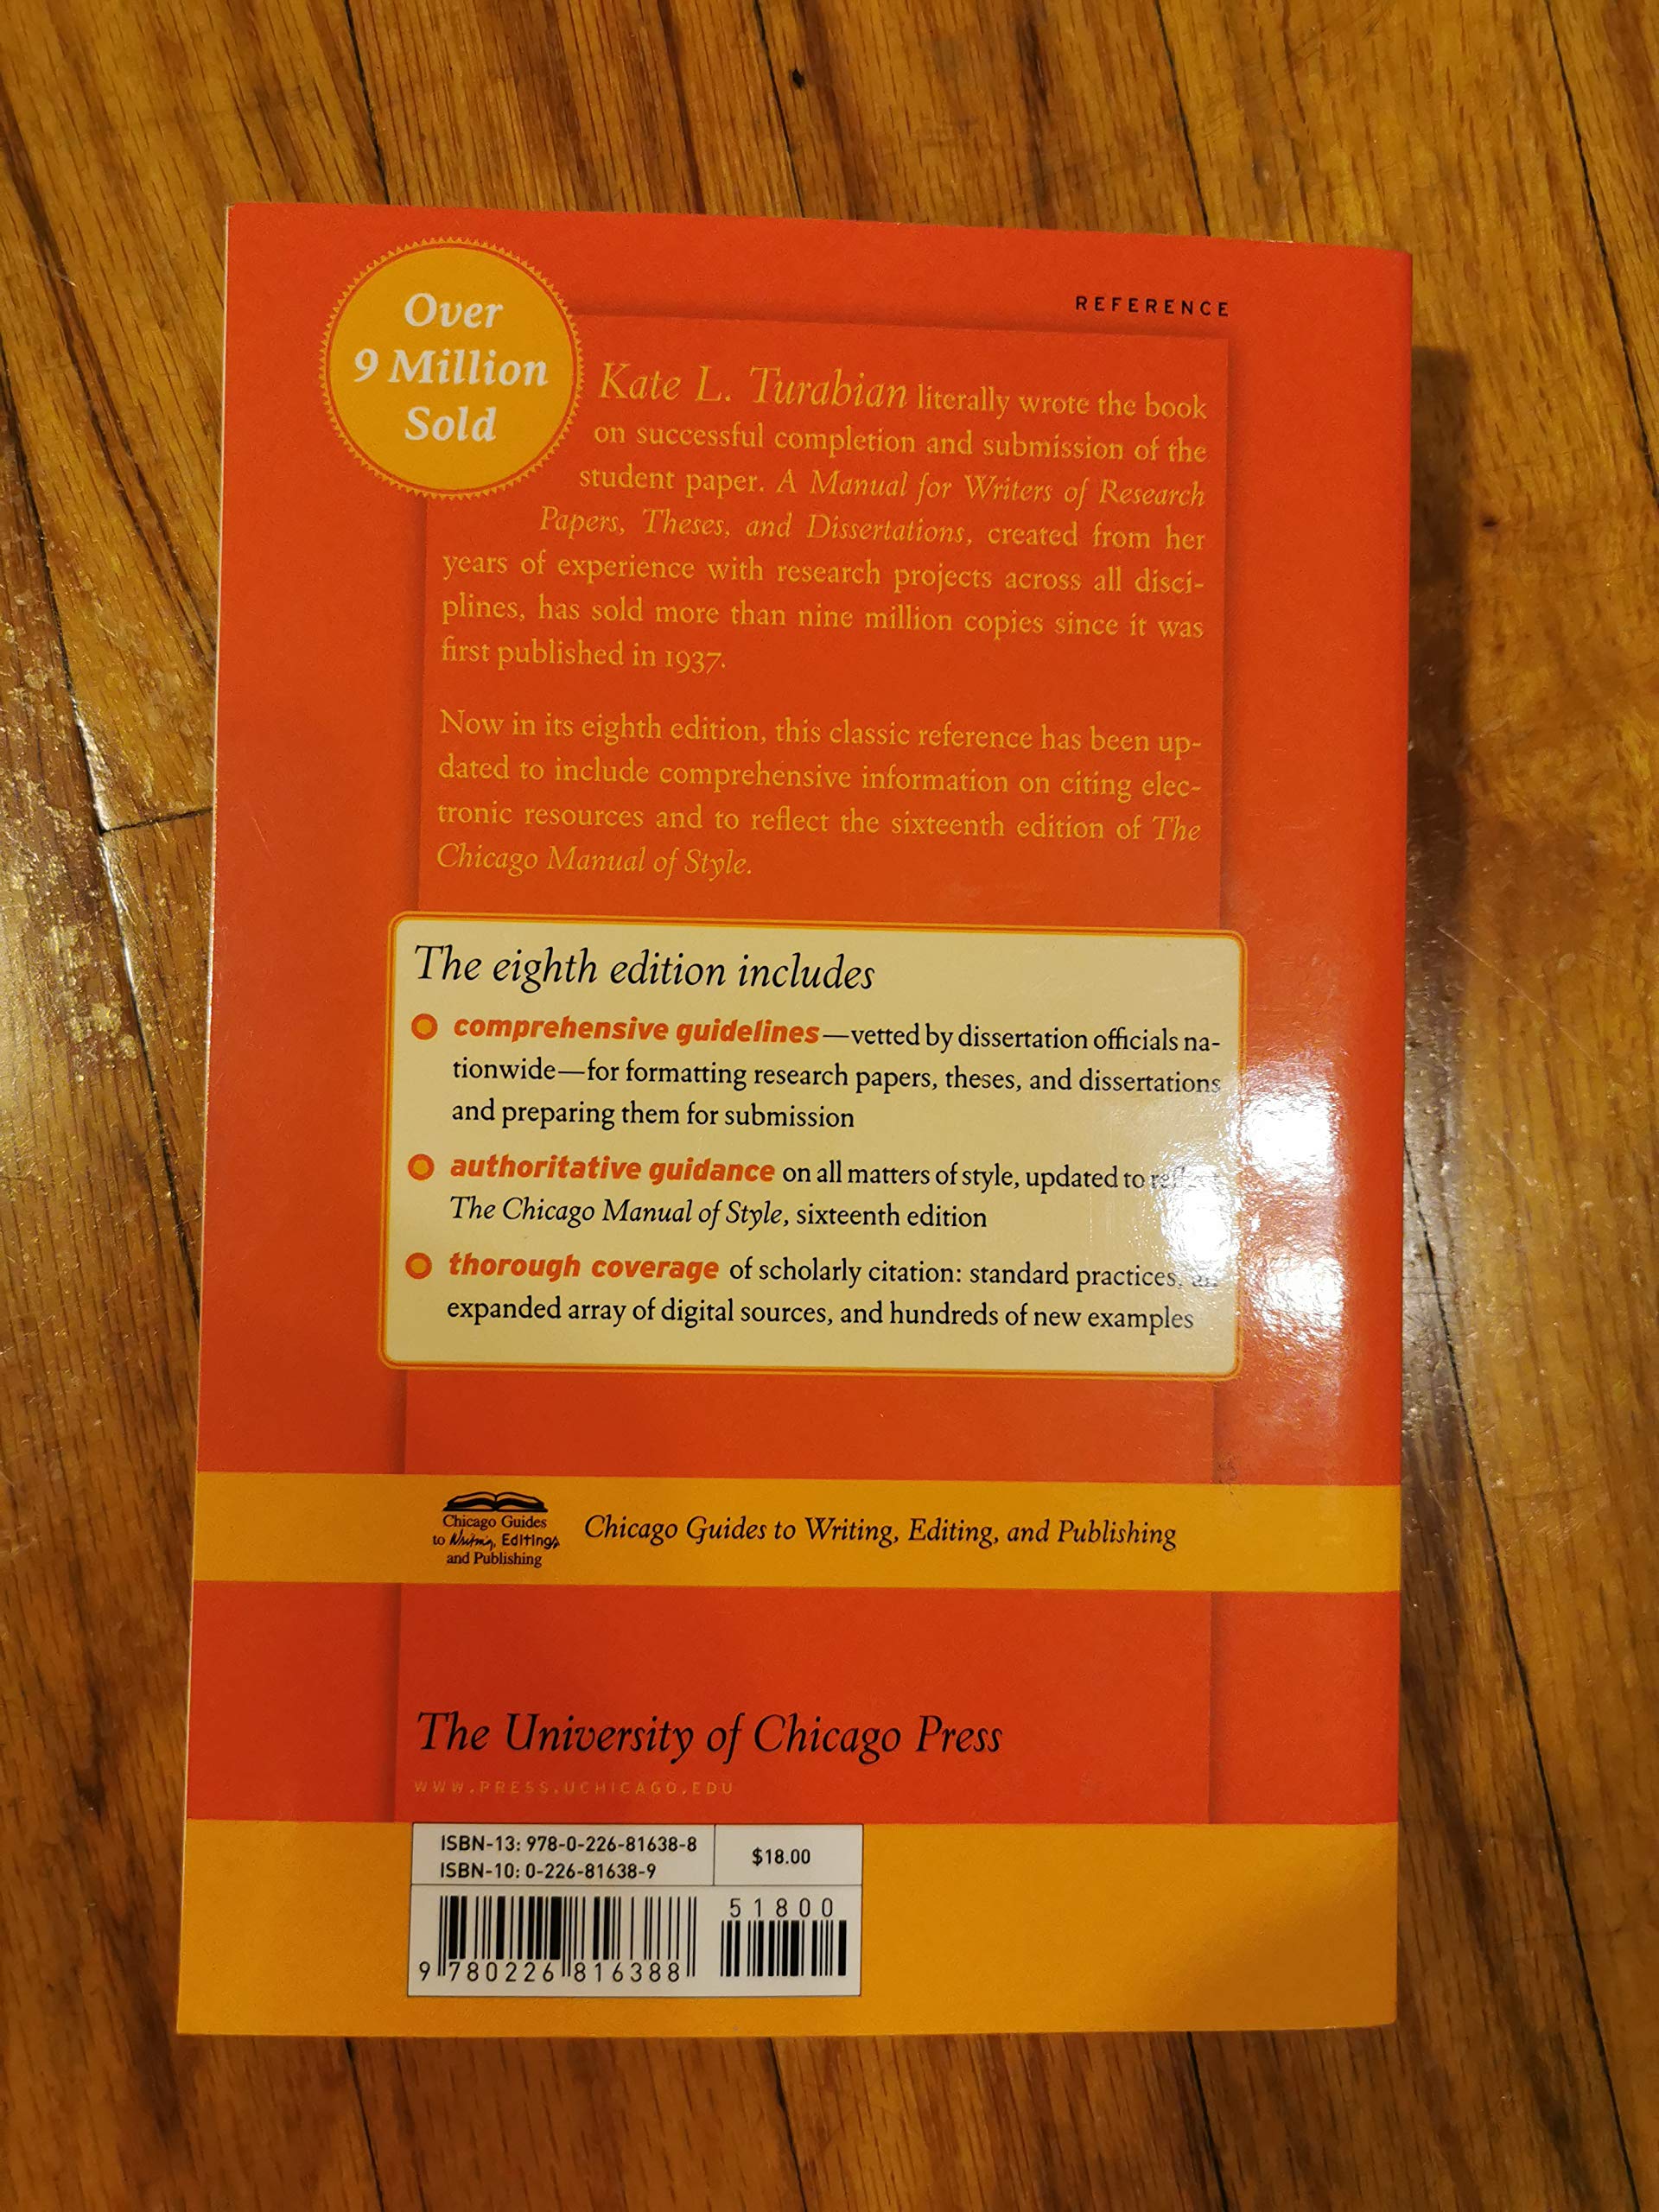 Over
9 Million
Sold
REFERENCE
Kate L. Turabian literally wrote the book
on successful completion and submission of the
student paper. A Manual for Writers of Research
Papers, Theses, and Dissertations, created from her
years of experience with research projects across all disci-
plines, has sold more than nine million copies since it was
first published in 1937.
Now in its eighth edition, this classic reference has been up-
dated to include comprehensive information on citing elec-
tronic resources and to reflect the sixteenth edition of The
Chicago Manual of Style.
The eighth edition includes
comprehensive guidelines—vetted by dissertation officials na-
tionwide—for formatting research papers, theses, and dissertations
and preparing them for submission
authoritative guidance on all matters of style, updated to
The Chicago Manual of Style, sixteenth edition
thorough coverage of scholarly citation: standard practices,
expanded array of digital sources, and hundreds of new examples
Chicago Guides
to Writing, Editing,
and Publishing
Chicago Guides to Writing, Editing, and Publishing
The University of Chicago Press
WWW.PRESS.UCHICAGO.EDU
ISBN-13: 978-0-226-81638-8
ISBN-10: 0-226-81638-9
$18.00
51800
9 780226 816388